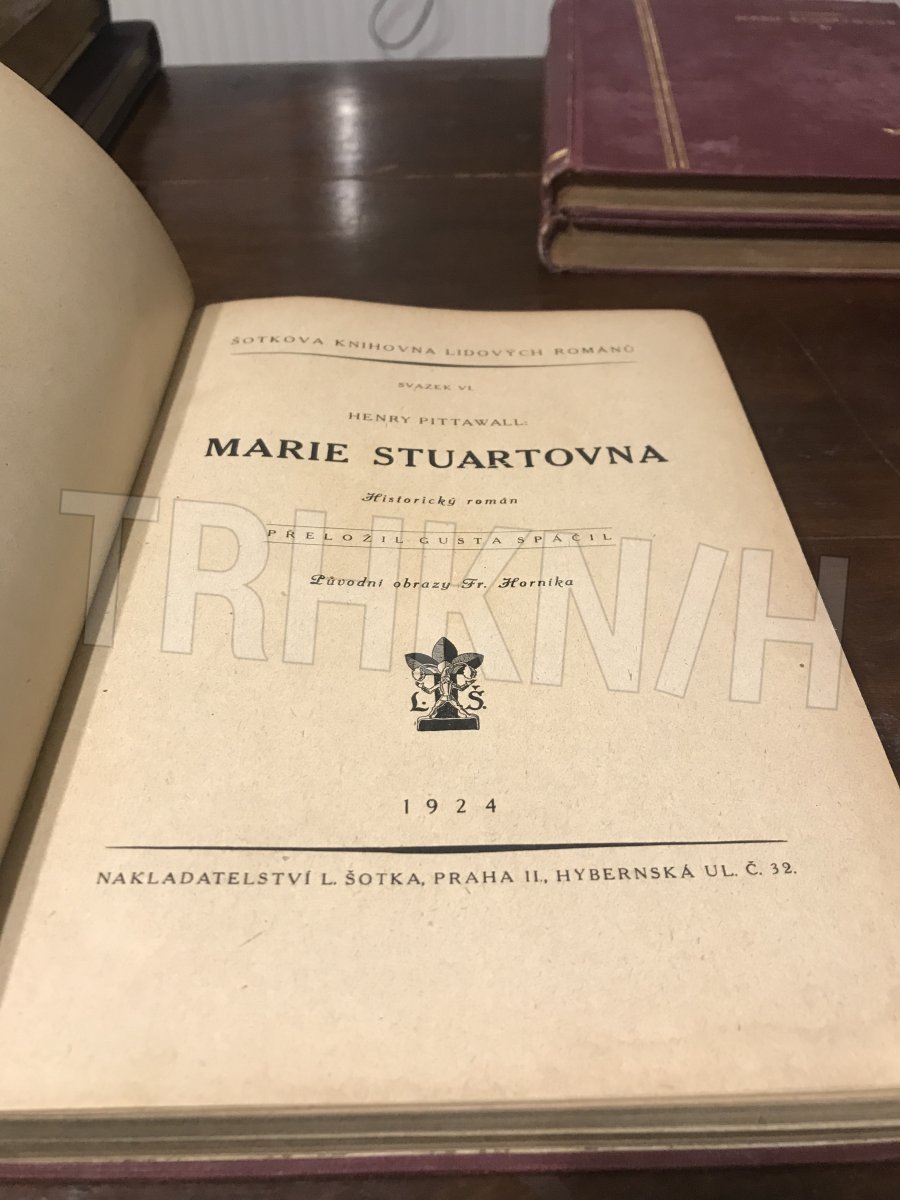 ŠOTKOVA KNIHOVNA LIDOVÝCH ROMÁNŮ
SVAZEK VI.
HENRY PITTAWALL:
MARIE STUARTOVNA
Historický román
PŘELOŽIL GUSTA SPÁČIL
Původní obrazy Fr. Horníka
L. Š.
1924
NAKLADATELSTVÍ L. ŠOTKA, PRAHA II., HYBERNSKÁ UL. Č. 32.
TRHKNIH